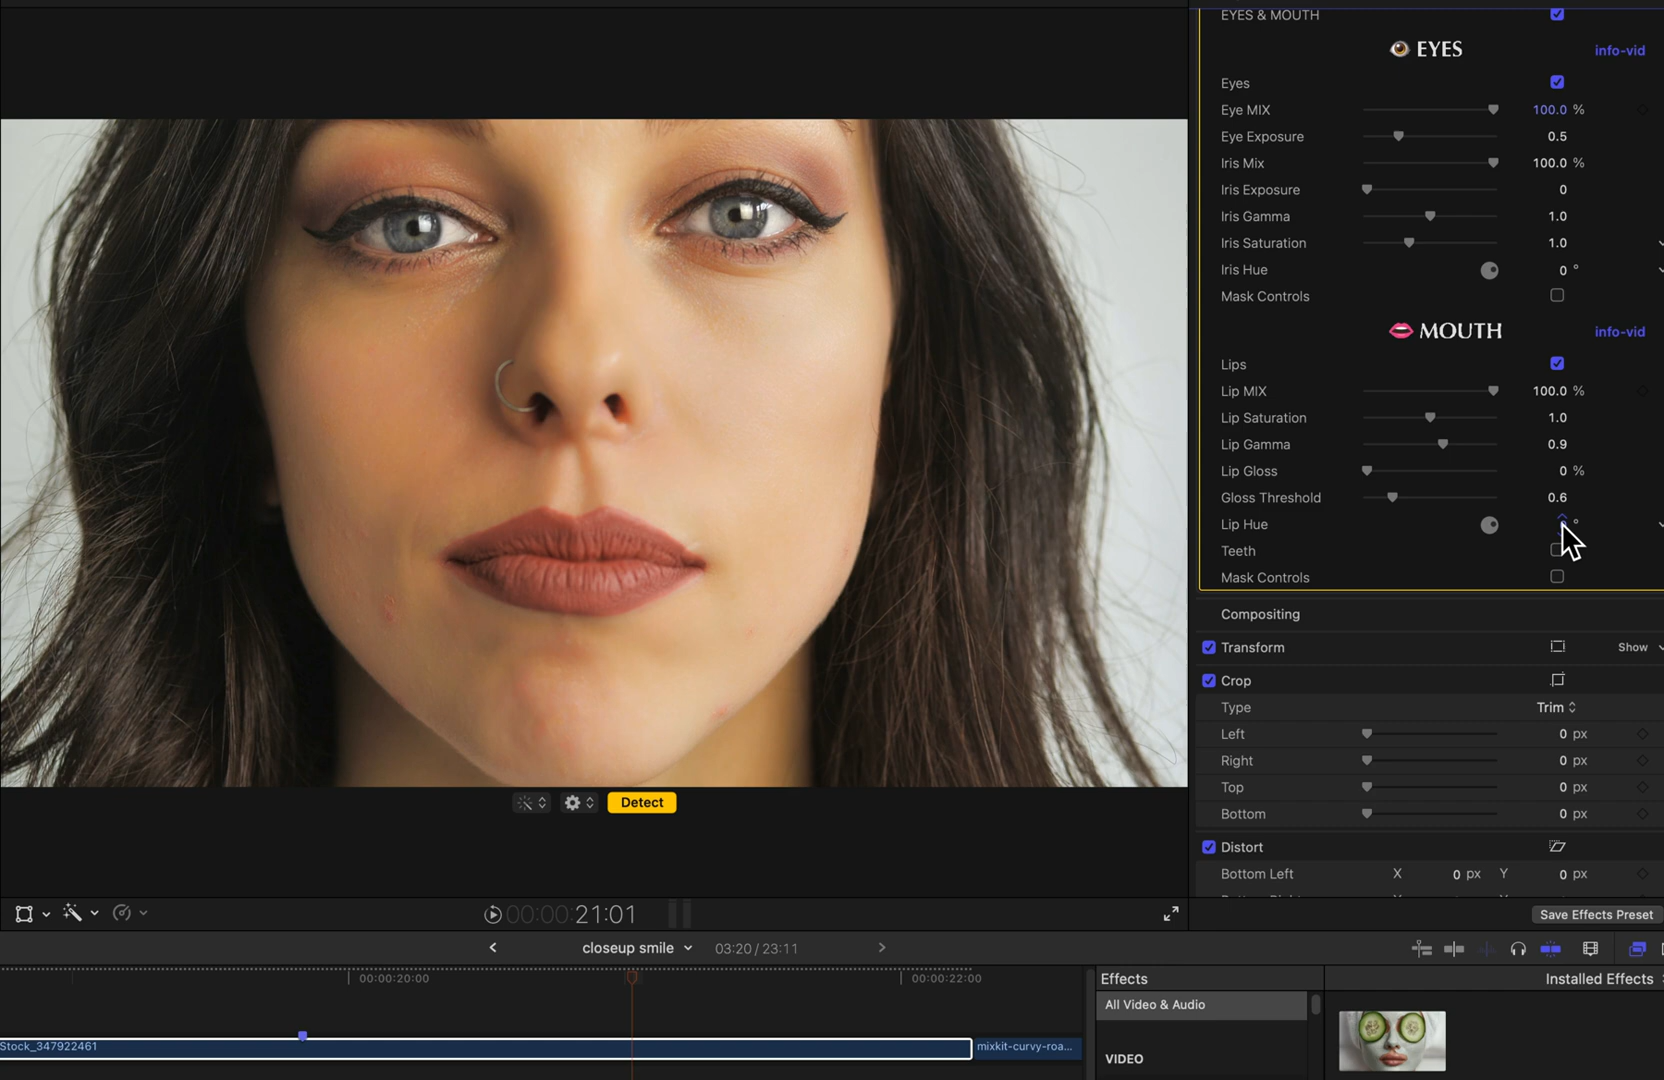 EYES & MOUTH
EYES info-vid
Eyes
Eye MIX 100.0 %
Eye Exposure 0.5
Iris Mix 100.0 %
Iris Exposure 0
Iris Gamma 1.0
Iris Saturation 1.0
Iris Hue 0 °
Mask Controls
MOUTH info-vid
Lips
Lip MIX 100.0 %
Lip Saturation 1.0
Lip Gamma 0.9
Lip Gloss 0 %
Gloss Threshold 0.6
Lip Hue °
Teeth
Mask Controls
Compositing
Transform Show
Crop
Type Trim
Left 0 px
Right 0 px
Top 0 px
Bottom 0 px
Distort
Bottom Left X 0 px Y 0 px
Detect
00:00:21:01
Save Effects Preset
closeup smile 03:20 / 23:11
00:00:20:00 00:00:22:00
Effects Installed Effects
All Video & Audio
VIDEO
Stock_347922461 mixkit-curvy-roa...